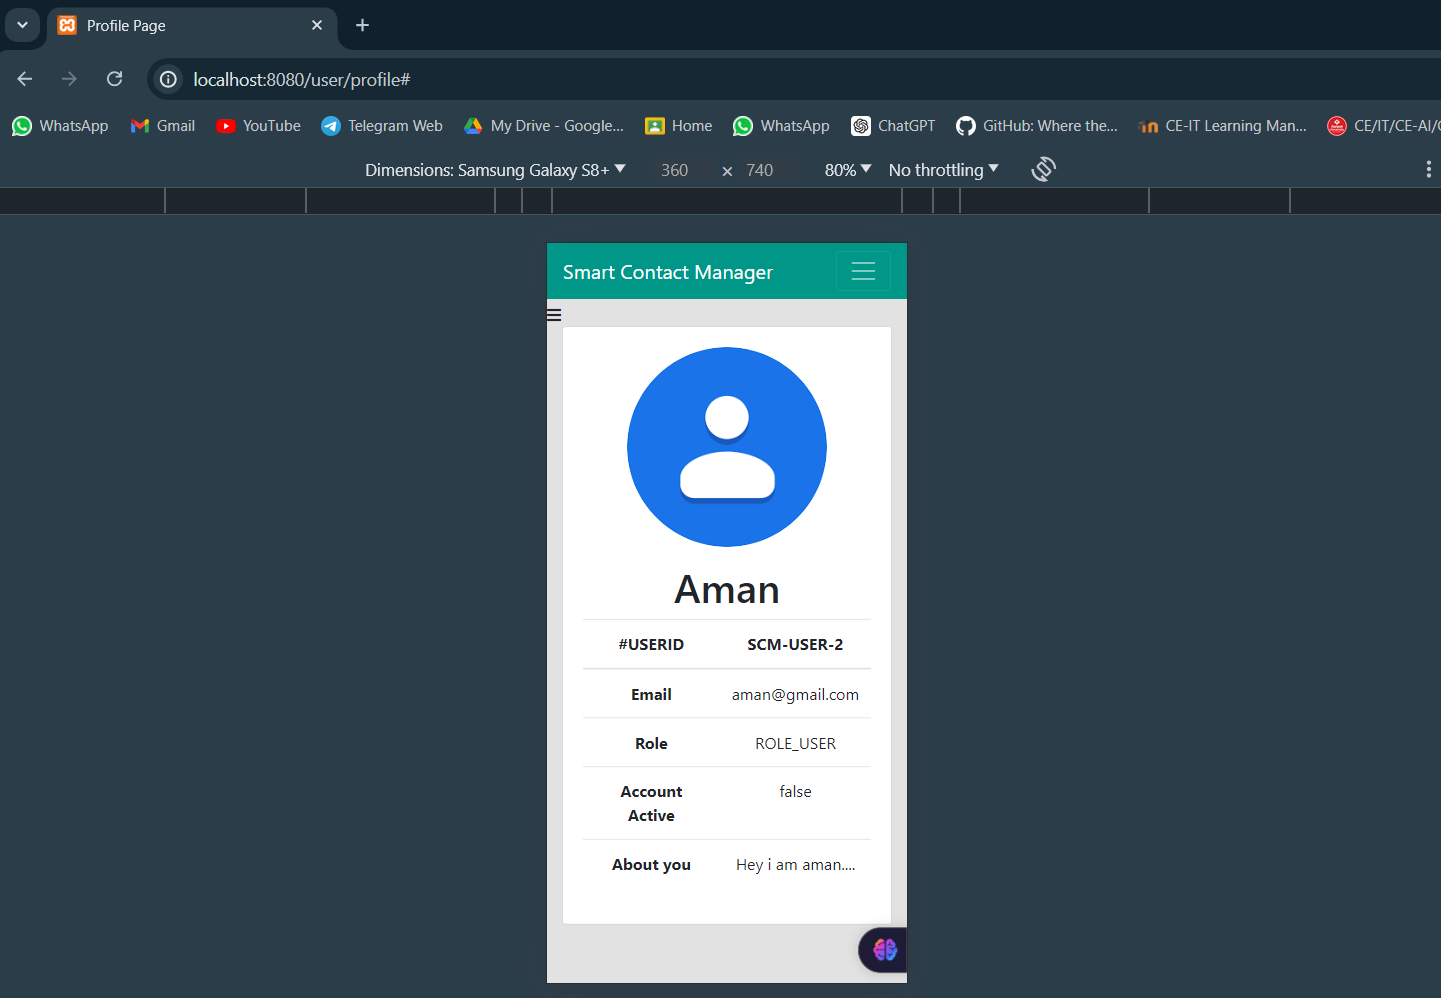 Profile Page
localhost:8080/user/profile#
WhatsApp Gmail YouTube Telegram Web My Drive - Google... Home WhatsApp ChatGPT GitHub: Where the... CE-IT Learning Man... CE/IT/CE-AI/
Dimensions: Samsung Galaxy S8+ 360 × 740 80% No throttling
Smart Contact Manager
Aman
#USERID SCM-USER-2
Email aman@gmail.com
Role ROLE_USER
Account Active false
About you Hey i am aman....